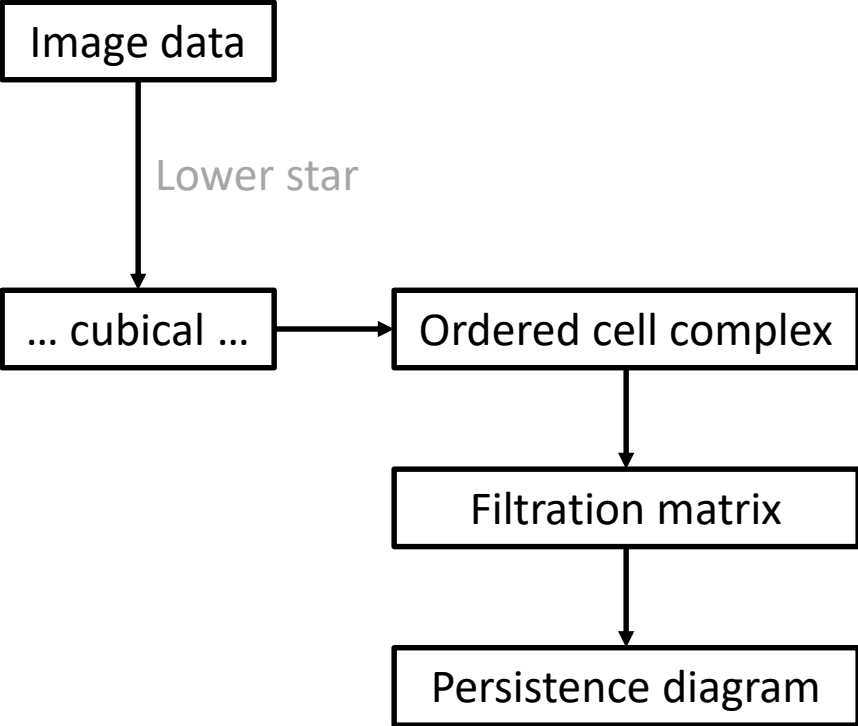 Image data
Lower star
... cubical ...
Ordered cell complex
Filtration matrix
Persistence diagram